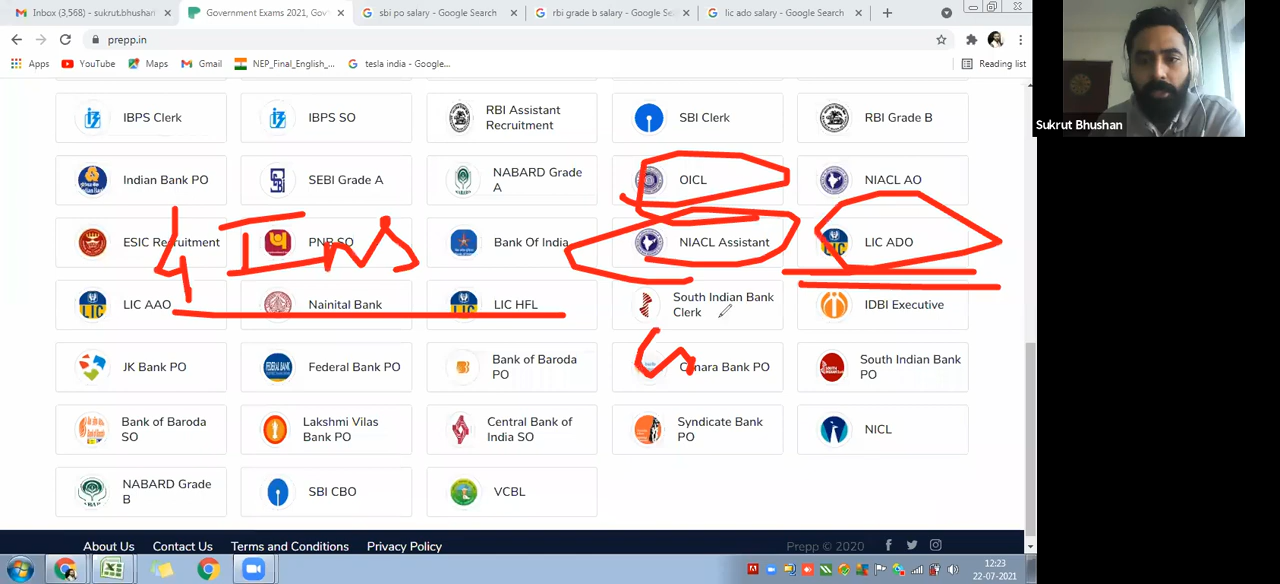 Inbox (3,568) - sukrut.bhushan
Government Exams 2021, Gov
sbi po salary - Google Search
rbi grade b salary - Google Se
lic ado salary - Google Search
prepp.in
Apps
YouTube
Maps
Gmail
NEP_Final_English_...
tesla india - Google...
Reading list
Sukrut Bhushan
IBPS Clerk
IBPS SO
RBI Assistant
Recruitment
SBI Clerk
RBI Grade B
Indian Bank PO
SEBI Grade A
NABARD Grade
A
OICL
NIACL AO
ESIC Recruitment
PNB SO
Bank Of India
NIACL Assistant
LIC ADO
4 Ins
LIC AAO
Nainital Bank
LIC HFL
South Indian Bank
Clerk
IDBI Executive
JK Bank PO
Federal Bank PO
Bank of Baroda
PO
Canara Bank PO
South Indian Bank
PO
Bank of Baroda
SO
Lakshmi Vilas
Bank PO
Central Bank of
India SO
Syndicate Bank
PO
NICL
NABARD Grade
B
SBI CBO
VCBL
About Us
Contact Us
Terms and Conditions
Privacy Policy
Prepp © 2020
12:23
22-07-2021